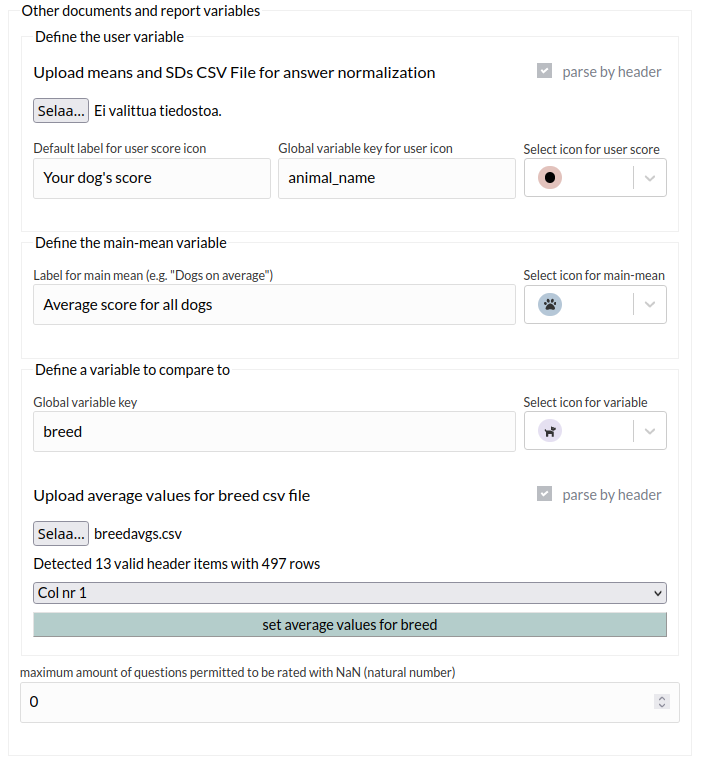 Other documents and report variables
Define the user variable
Upload means and SDs CSV File for answer normalization
parse by header
Selaa... Ei valittua tiedostoa.
Default label for user score icon
Global variable key for user icon
Select icon for user score
Your dog's score
animal_name
Define the main-mean variable
Label for main mean (e.g. "Dogs on average")
Select icon for main-mean
Average score for all dogs
Define a variable to compare to
Global variable key
Select icon for variable
breed
Upload average values for breed csv file
parse by header
Selaa... breedavgs.csv
Detected 13 valid header items with 497 rows
Col nr 1
set average values for breed
maximum amount of questions permitted to be rated with NaN (natural number)
0